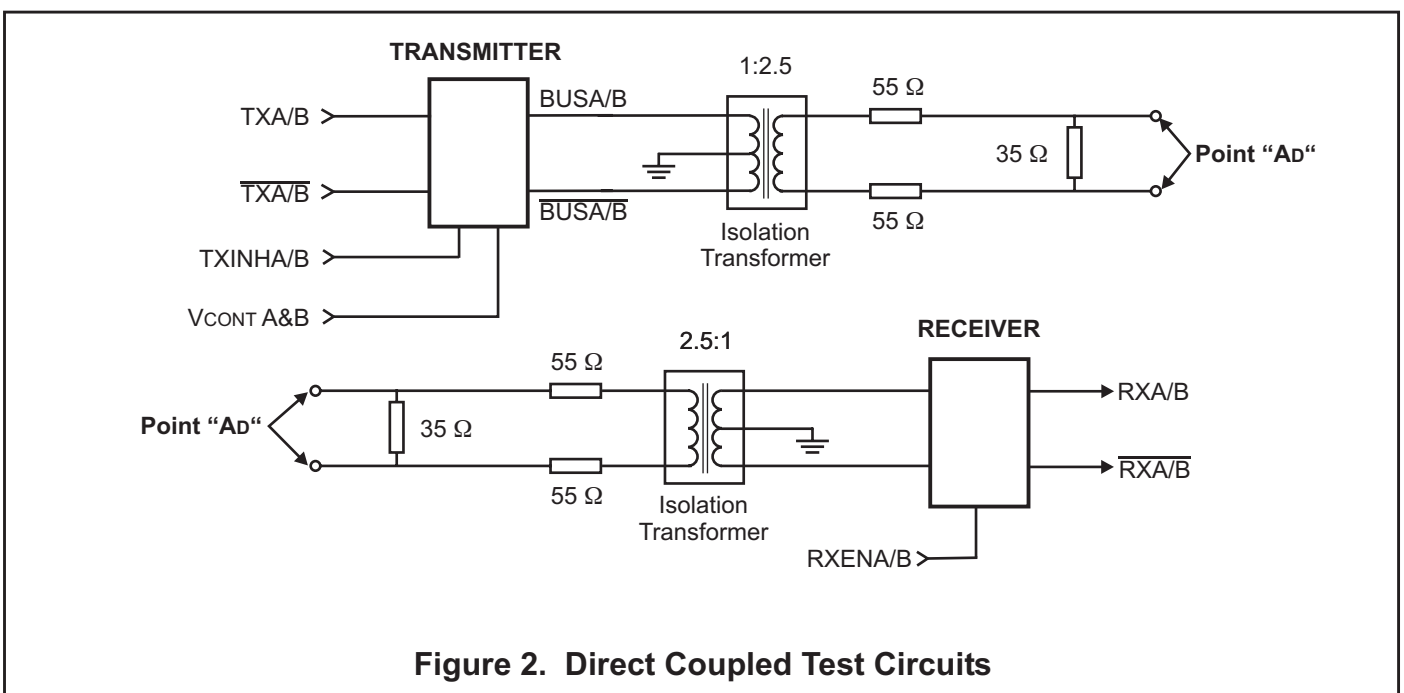 TRANSMITTER
1:2.5
55 Ω
TXA/B
BUSA/B
35 Ω
Point “AD“
TXA/B
BUSA/B
55 Ω
Isolation
Transformer
TXINHA/B
VCONT A&B
RECEIVER
2.5:1
55 Ω
RXA/B
Point “AD“
35 Ω
RXA/B
55 Ω
Isolation
Transformer
RXENA/B
Figure 2. Direct Coupled Test Circuits